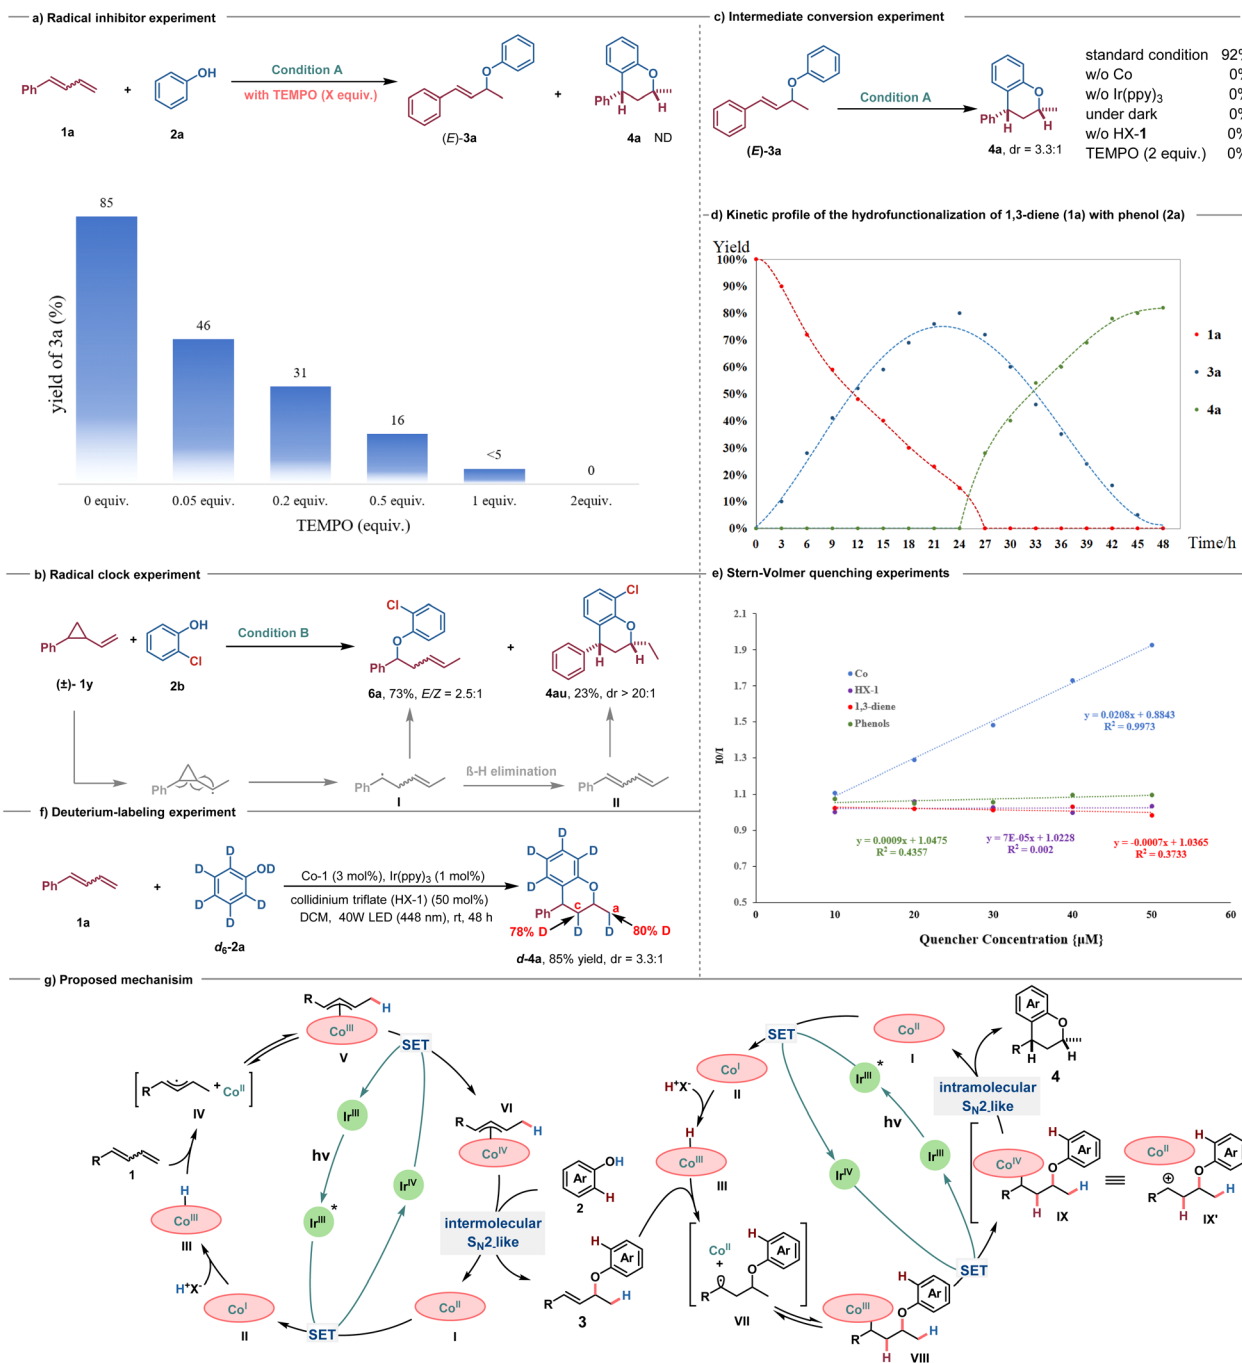 a) Radical inhibitor experiment
Ph
1a
+
OH
2a
Condition A
with TEMPO (X equiv.)
O
(E)-3a
+
O
Ph
H
H
4a ND
yield of 3a (%)
85
46
31
16
<5
0
0 equiv.
0.05 equiv.
0.2 equiv.
0.5 equiv.
1 equiv.
2equiv.
TEMPO (equiv.)
b) Radical clock experiment
Ph
(±)- 1y
+
OH
Cl
2b
Condition B
Cl
O
Ph
6a, 73%, E/Z = 2.5:1
+
Cl
O
H
H
4au, 23%, dr > 20:1
Ph
Ph
I
ß-H elimination
Ph
II
f) Deuterium-labeling experiment
Ph
1a
+
D
D
OD
D
D
D
d6-2a
Co-1 (3 mol%), Ir(ppy)3 (1 mol%)
collidinium triflate (HX-1) (50 mol%)
DCM, 40W LED (448 nm), rt, 48 h
D
D
D
D
O
Ph
c
a
D
D
78% D
80% D
d-4a, 85% yield, dr = 3.3:1
c) Intermediate conversion experiment
O
(E)-3a
Condition A
O
Ph
H
H
4a, dr = 3.3:1
standard condition 92%
w/o Co 0%
w/o Ir(ppy)3 0%
under dark 0%
w/o HX-1 0%
TEMPO (2 equiv.) 0%
d) Kinetic profile of the hydrofunctionalization of 1,3-diene (1a) with phenol (2a)
Yield
100%
90%
80%
70%
60%
50%
40%
30%
20%
10%
0%
0 3 6 9 12 15 18 21 24 27 30 33 36 39 42 45 48
Time/h
1a
3a
4a
e) Stern-Volmer quenching experiments
2.1
1.9
1.7
1.5
1.3
1.1
0.9
0.7
0.5
I0/I
Co
HX-1
1,3-diene
Phenols
y = 0.0208x + 0.8843
R² = 0.9973
y = 0.0009x + 1.0475
R² = 0.4357
y = 7E-05x + 1.0228
R² = 0.002
y = -0.0007x + 1.0365
R² = 0.3733
0 10 20 30 40 50 60
Quencher Concentration {µM}
g) Proposed mechanisim
R
H
CoIII
V
SET
R
+ CoII
IV
R
1
H
CoIII
III
H+X-
CoI
II
SET
CoII
I
IrIII
hv
IrIII*
IrIV
VI
R
H
CoIV
OH
Ar
H
2
intermolecular
SN2_like
H
Ar
O
R
H
3
SET
CoII
I
CoI
II
H+X-
H
CoIII
III
IrIII*
hv
IrIII
IrIV
CoII
+
R
H
Ar
O
VII
CoIII
R
H
H
Ar
O
H
VIII
SET
CoIV
R
H
H
Ar
O
H
IX
CoII
⊕
R
H
H
Ar
O
H
IX'
intramolecular
SN2_like
Ar
O
R
H
H
4